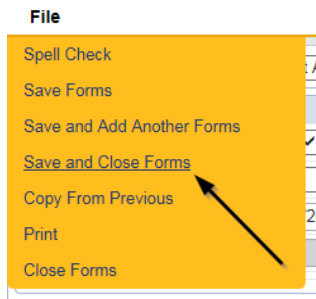 File
Spell Check
Save Forms
Save and Add Another Forms
Save and Close Forms
Copy From Previous
Print
Close Forms